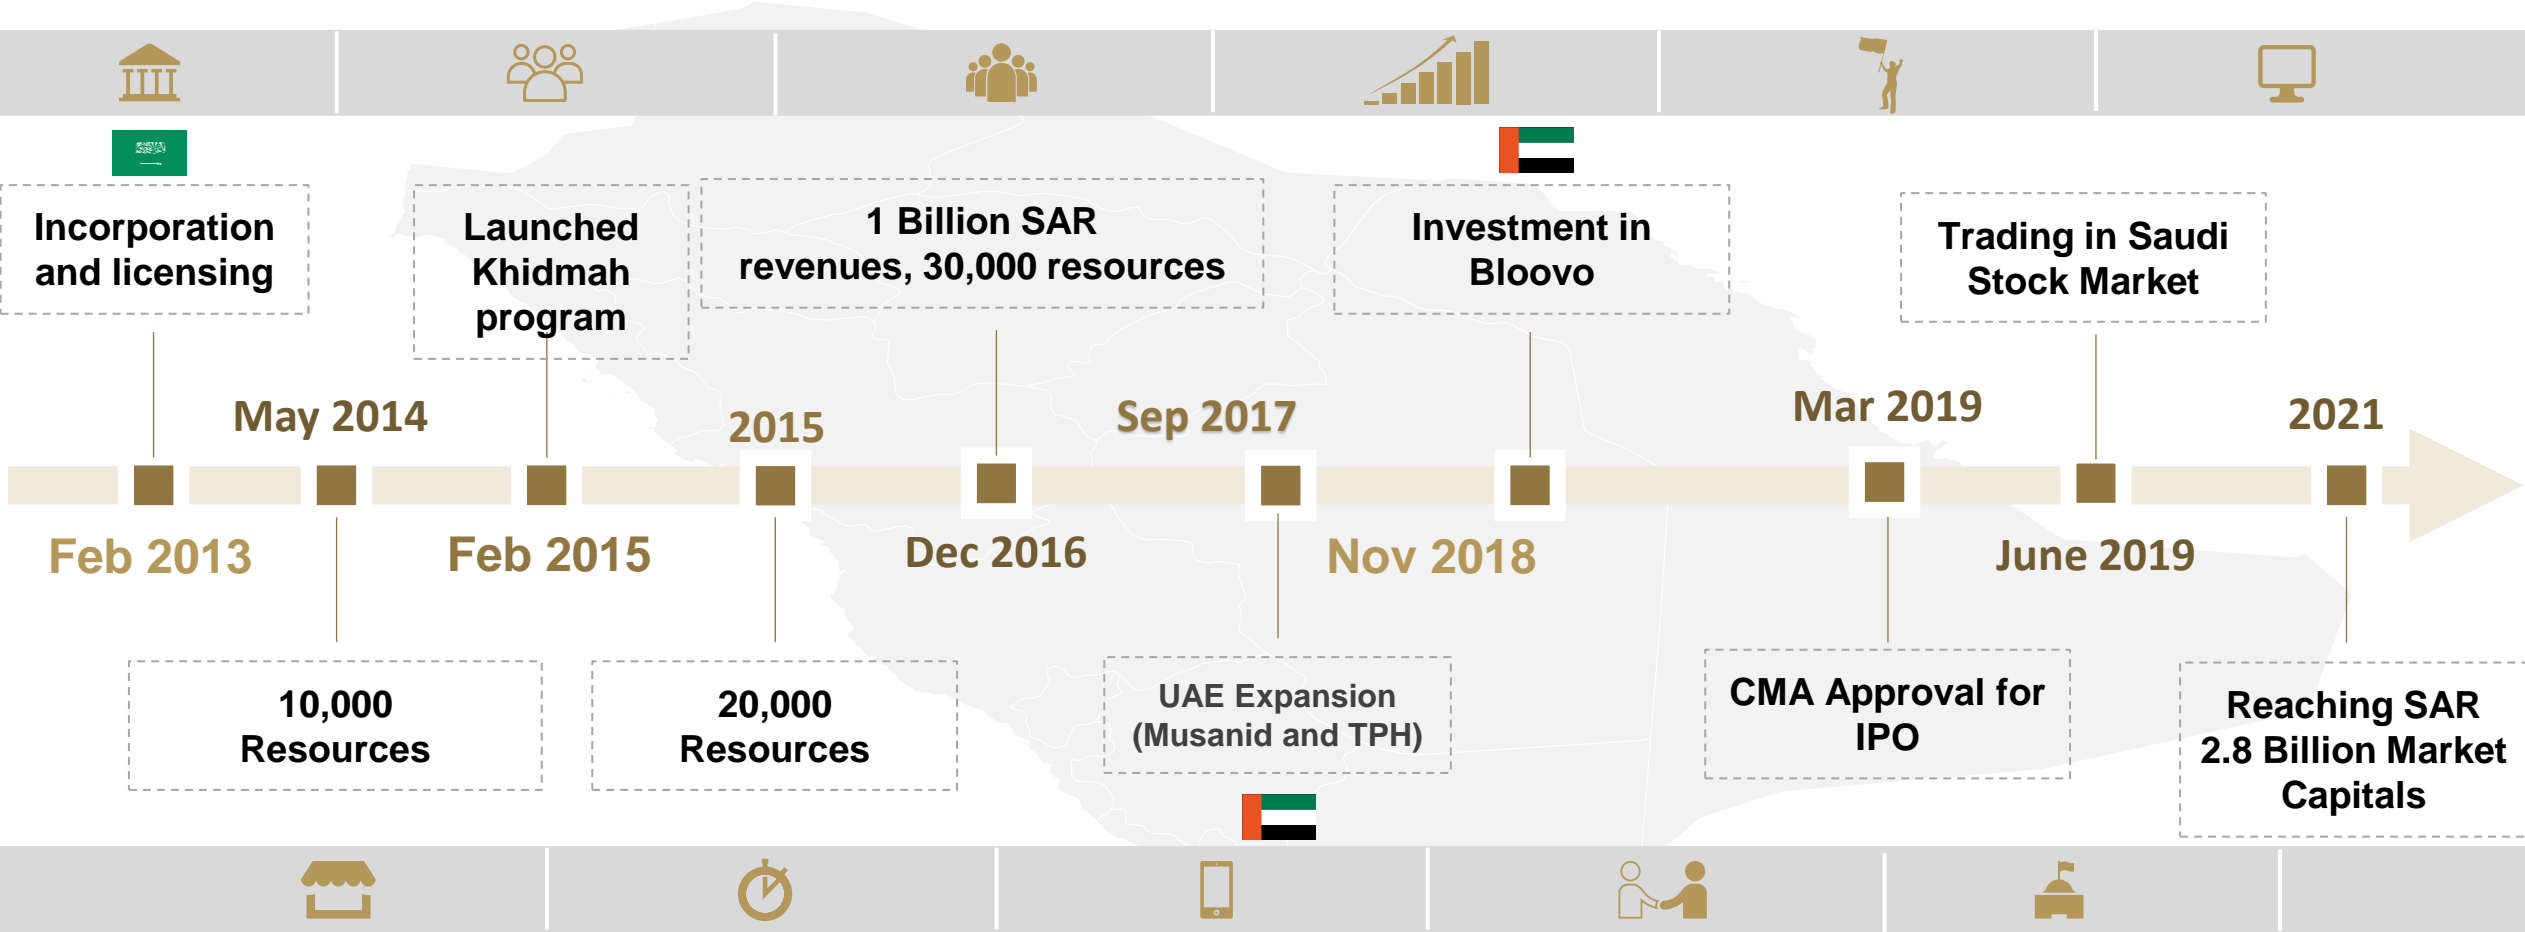 Incorporation
and licensing
Launched
Khidmah
program
1 Billion SAR
revenues, 30,000 resources
Investment in
Bloovo
Trading in Saudi
Stock Market
May 2014
2015
Sep 2017
Mar 2019
2021
Feb 2013
Feb 2015
Dec 2016
Nov 2018
June 2019
10,000
Resources
20,000
Resources
UAE Expansion
(Musanid and TPH)
CMA Approval for
IPO
Reaching SAR
2.8 Billion Market
Capitals